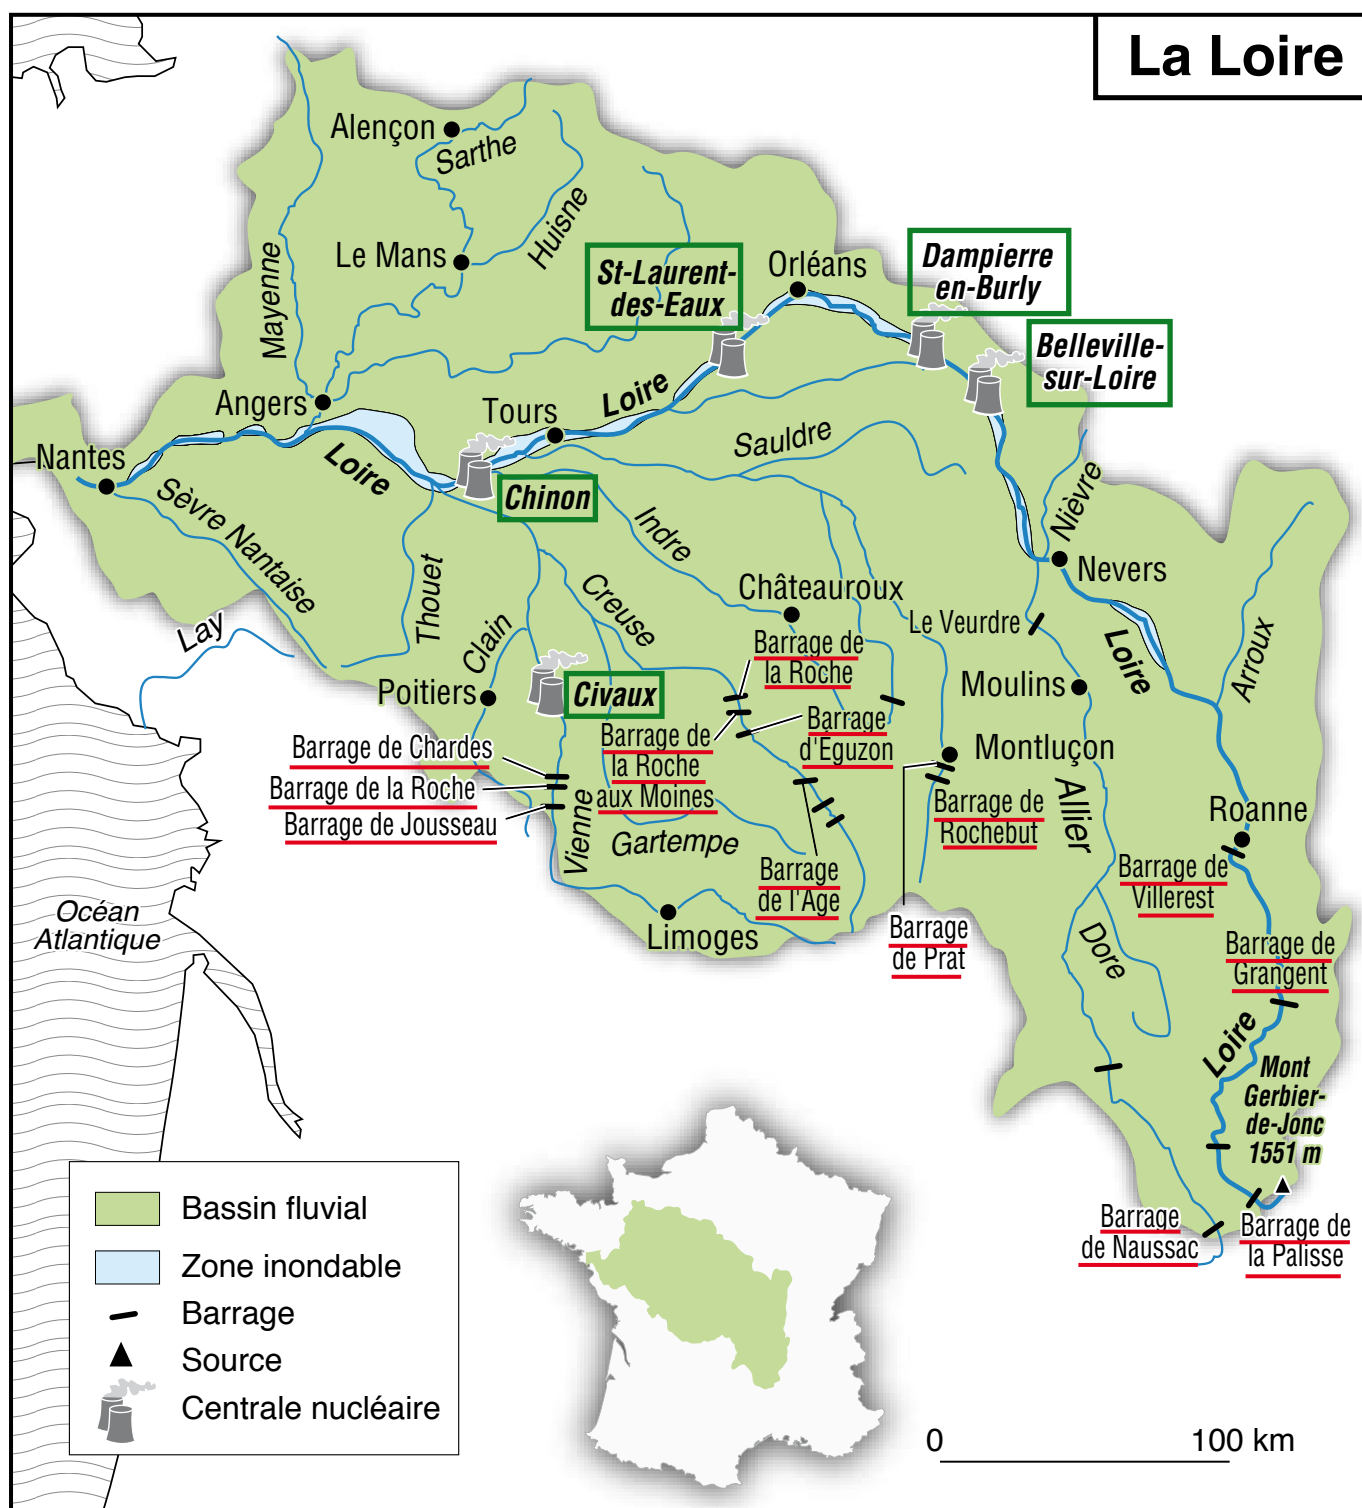 La Loire
Alençon
Sarthe
Huisne
Mayenne
Le Mans
St-Laurent-
des-Eaux
Orléans
Dampierre
en-Burly
Belleville-
sur-Loire
Angers
Tours
Loire
Nantes
Loire
Chinon
Sauldre
Sèvre Nantaise
Indre
Nièvre
Thouet
Creuse
Châteauroux
Nevers
Lay
Clain
Le Veurdre
Loire
Arroux
Barrage de
la Roche
Poitiers
Civaux
Moulins
Barrage de Chardes
Barrage de
la Roche
aux Moines
Barrage
d'Eguzon
Montluçon
Barrage de la Roche
Barrage de Jousseau
Vienne
Gartempe
Barrage de
Rochebut
Allier
Roanne
Barrage
de l'Age
Barrage de
Villerest
Océan
Atlantique
Limoges
Barrage
de Prat
Dore
Barrage de
Grangent
Loire
Mont
Gerbier-
de-Jonc
1551 m
Barrage
de Naussac
Barrage de
la Palisse
Bassin fluvial
Zone inondable
Barrage
Source
Centrale nucléaire
0
100 km